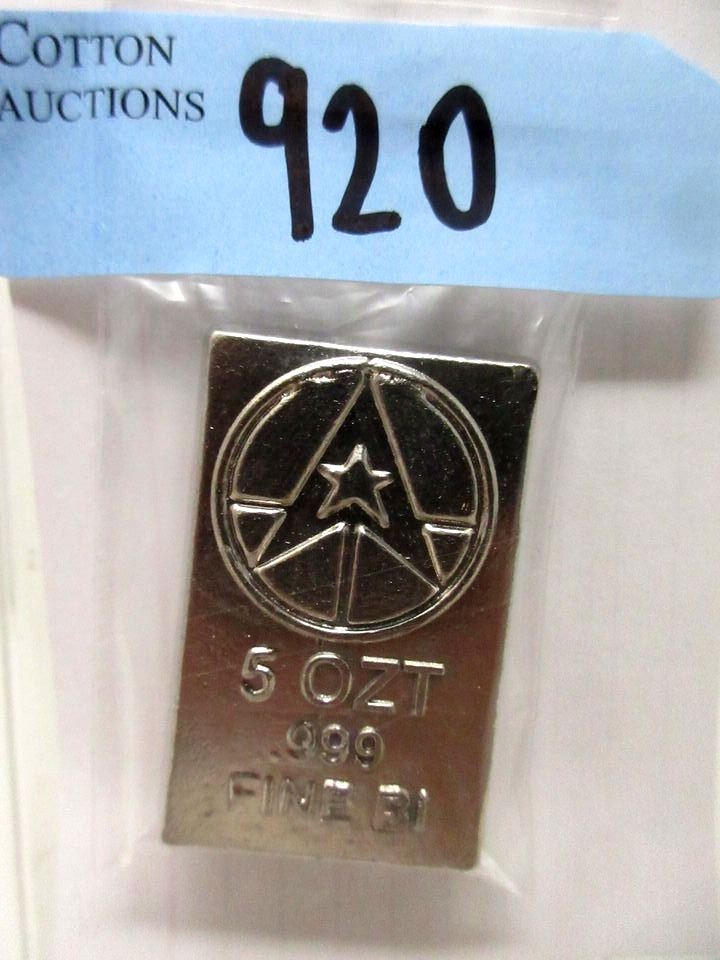 COTTON
AUCTIONS
920
5 OZT
.999
FINE BI